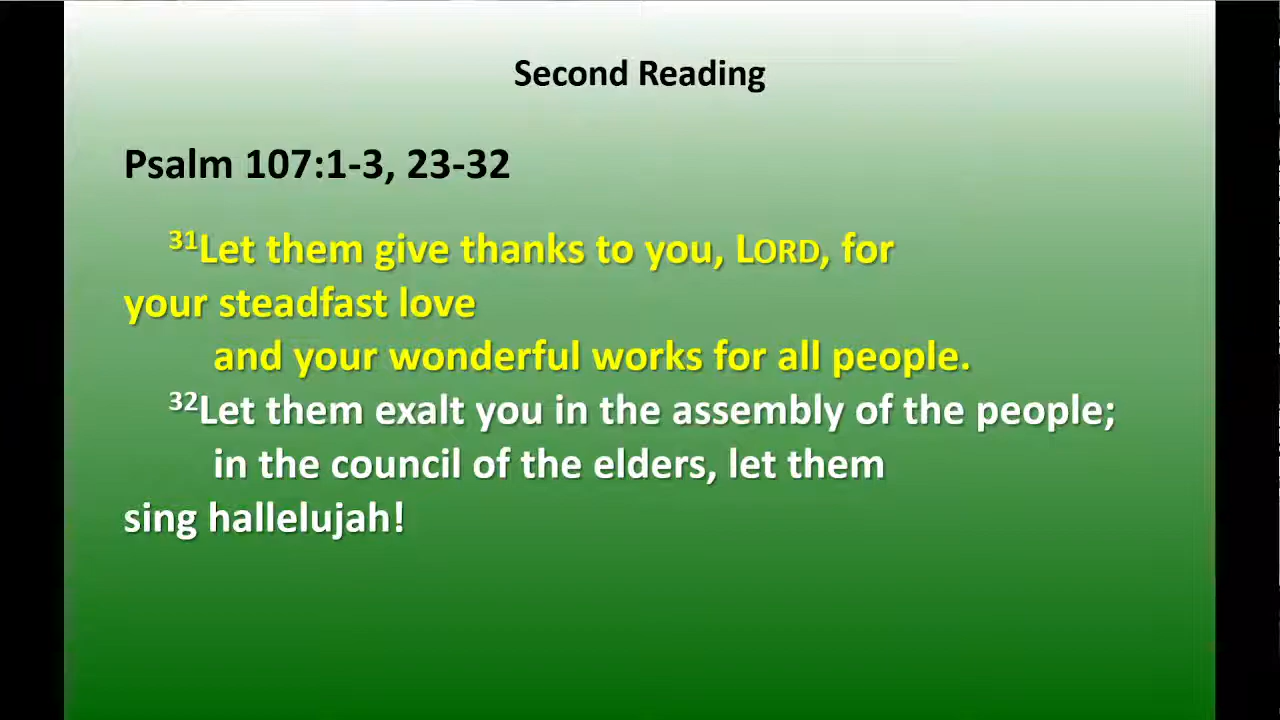 Second Reading
Psalm 107:1-3, 23-32
³¹Let them give thanks to you, LORD, for
your steadfast love
and your wonderful works for all people.
³²Let them exalt you in the assembly of the people;
in the council of the elders, let them
sing hallelujah!